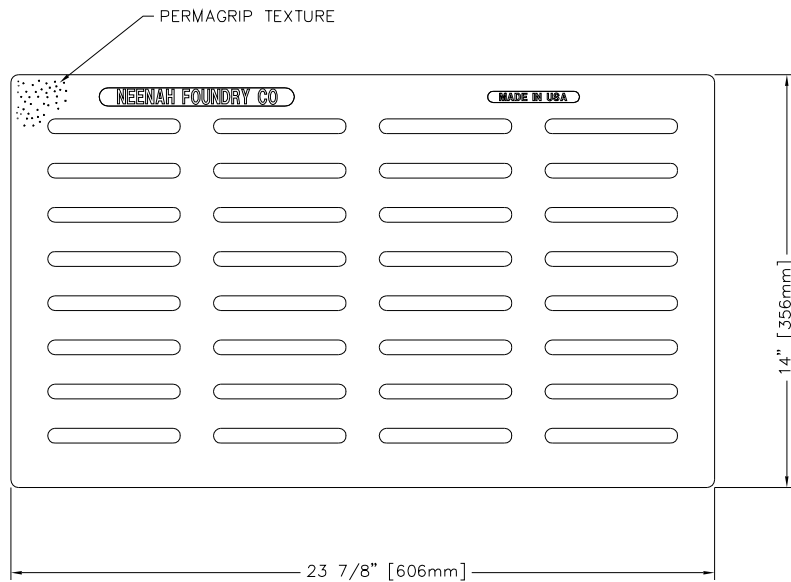 PERMAGRIP TEXTURE
NEENAH FOUNDRY CO
MADE IN USA
14" [356mm]
23 7/8" [606mm]